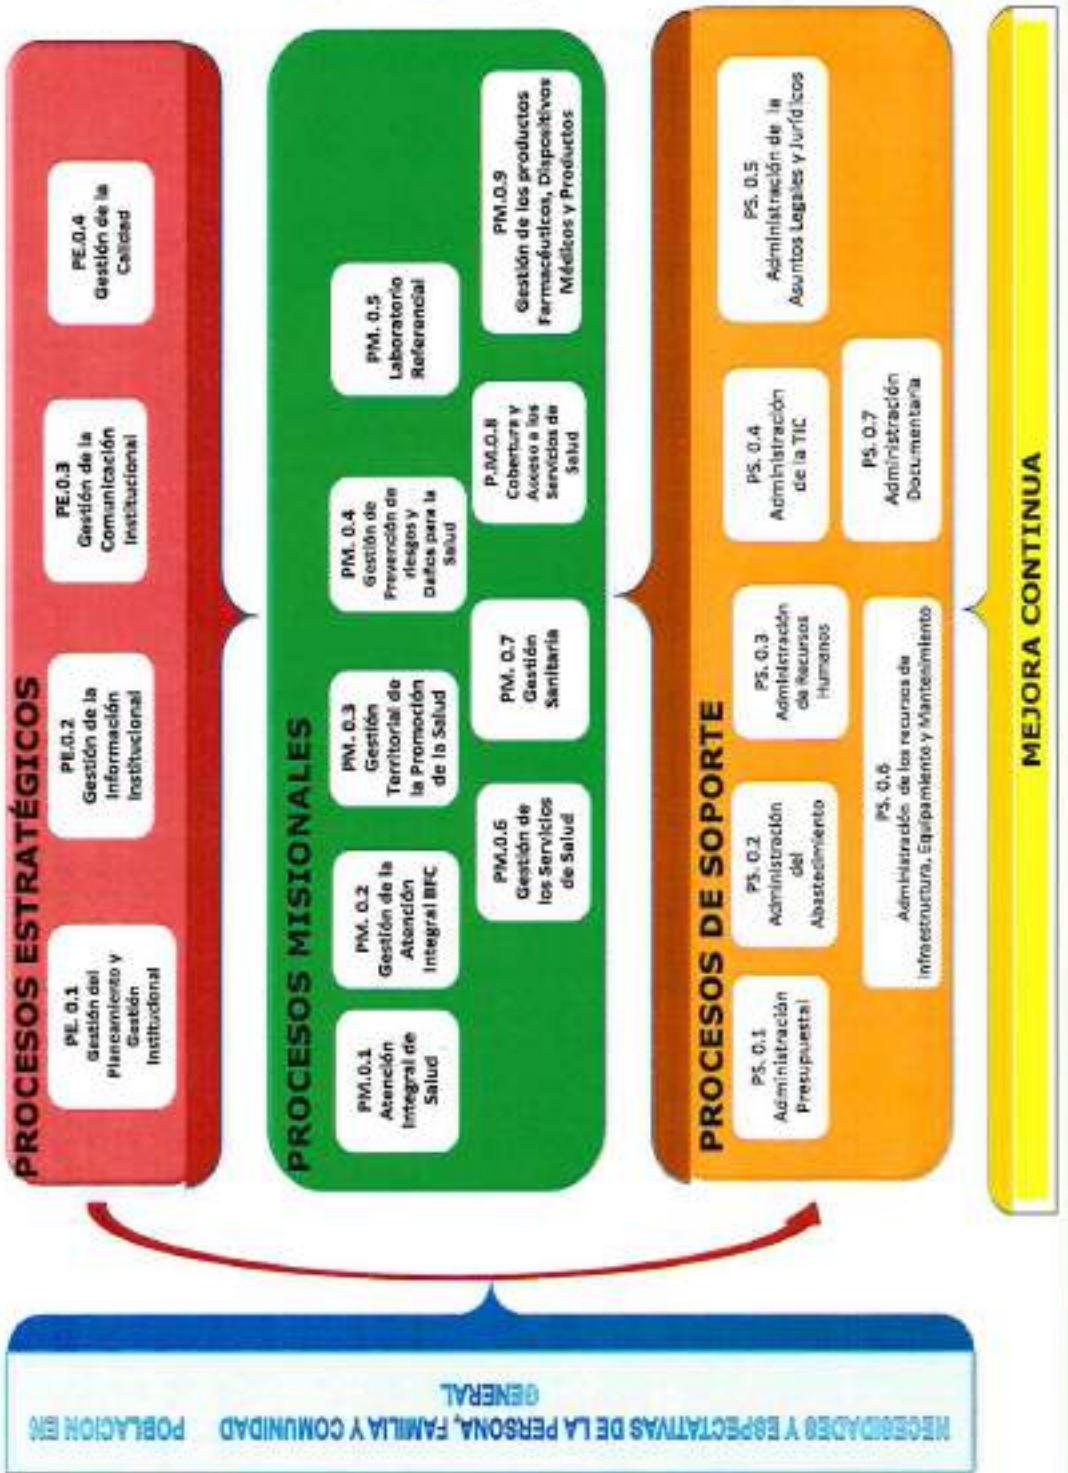 PROCESOS ESTRATÉGICOS
PE. 0.1
Gestión del
Planeamiento y
Gestión
Institucional
PE.0.2
Gestión de la
Información
Institucional
PE.0.3
Gestión de la
Comunicación
Institucional
PE.0.4
Gestión de la
Calidad
PROCESOS MISIONALES
PM.0.1
Atención
Integral de
Salud
PM. 0.2
Gestión de la
Atención
Integral BFC
PM. 0.3
Gestión
Territorial de
la Promoción
de la Salud
PM. 0.4
Gestión de
Prevención de
riesgos y
Daños para la
Salud
PM. 0.5
Laboratorio
Referencial
PM.0.6
Gestión de
los Servicios
de Salud
PM. 0.7
Gestión
Sanitaria
P.M.0.8
Cobertura y
Acceso a los
Servicios de
Salud
PM.0.9
Gestión de los productos
Farmacéuticos, Dispositivos
Médicos y Productos
PROCESOS DE SOPORTE
PS. 0.1
Administración
Presupuestal
PS. 0.2
Administración
del
Abastecimiento
PS. 0.3
Administración
de Recursos
Humanos
PS. 0.4
Administración
de la TIC
PS. 0.5
Administración de la
Asuntos Legales y Jurídicos
PS. 0.6
Administración de los recursos de
Infraestructura, Equipamiento y Mantenimiento
PS. 0.7
Administración
Documentaria
MEJORA CONTINUA
NECESIDADES Y ESPECTATIVAS DE LA PERSONA, FAMILIA Y COMUNIDAD POBLACION EN
GENERAL